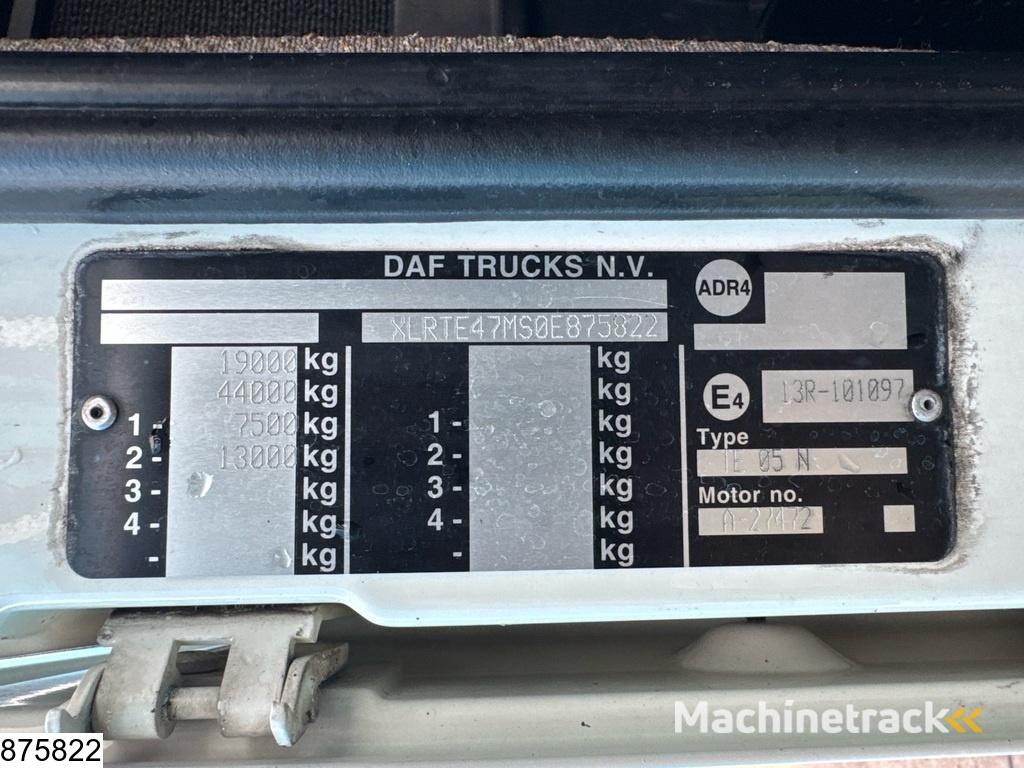 DAF TRUCKS N.V.
ADR4
XLRTE47MS0E875822
19000 kg kg
44000 kg kg
1- 7500 kg 1- kg
2- 13000 kg 2- kg
3- kg 3- kg
4- kg 4- kg
- kg - kg
E4 13R-101097
Type
TE 05 N
Motor no.
A-27472
Machinetrack
875822